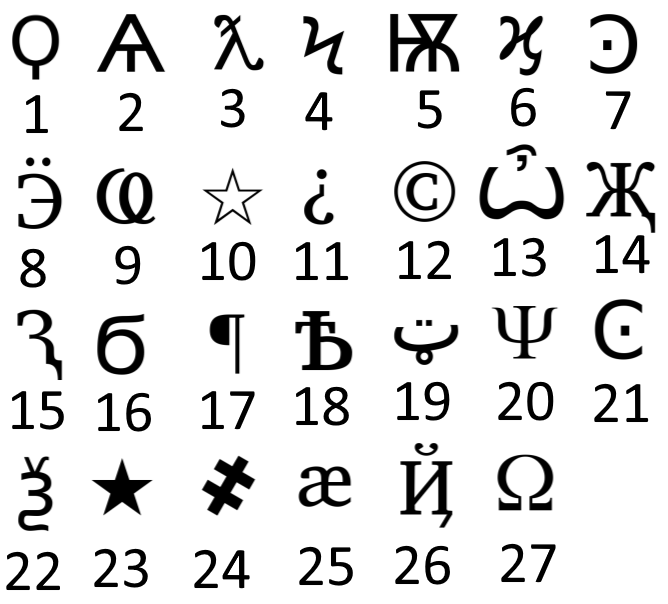 Ϙ Ѧ ƛ Ϟ Ѭ ϗ Ͽ
1 2 3 4 5 6 7
Ӭ Ҩ ☆ ¿ © Ѽ Җ
8 9 10 11 12 13 14
Ԇ б ¶ Ѣ ټ Ψ Ͼ
15 16 17 18 19 20 21
Ѯ ★ ҂ æ Ҋ Ω
22 23 24 25 26 27